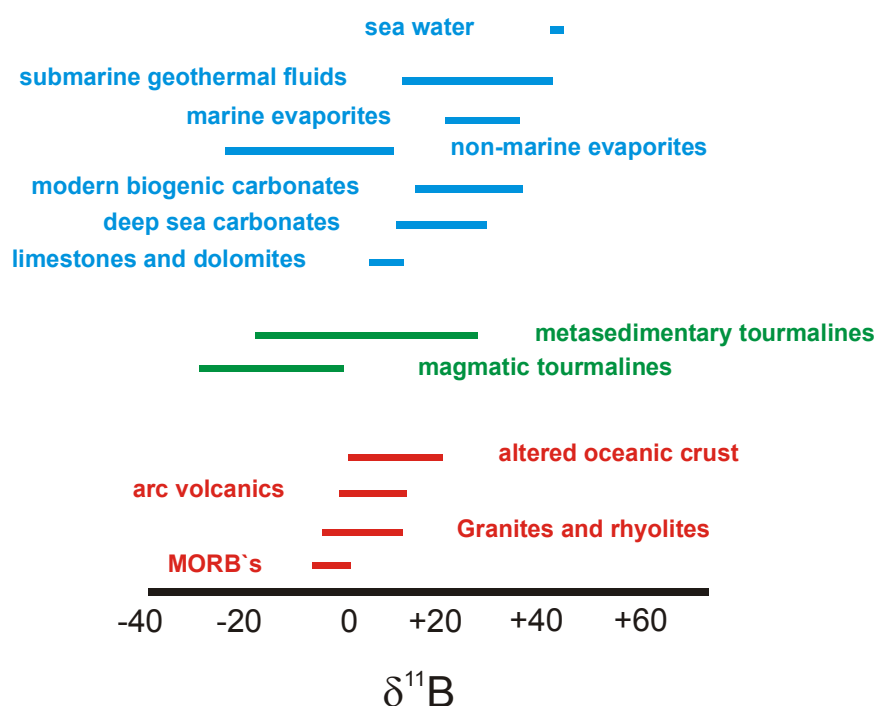 sea water
submarine geothermal fluids
marine evaporites
non-marine evaporites
modern biogenic carbonates
deep sea carbonates
limestones and dolomites
metasedimentary tourmalines
magmatic tourmalines
altered oceanic crust
arc volcanics
Granites and rhyolites
MORB`s
-40 -20 0 +20 +40 +60
δ¹¹B